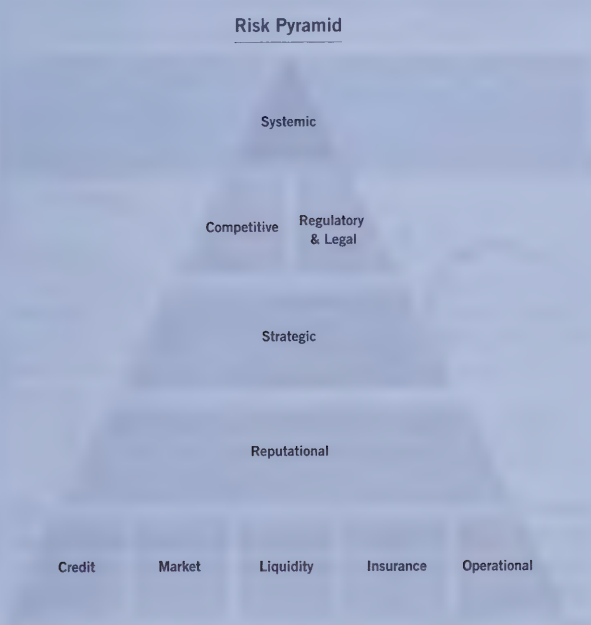 Risk Pyramid
Systemic
Competitive
Regulatory
& Legal
Strategic
Reputational
Credit Market Liquidity Insurance Operational